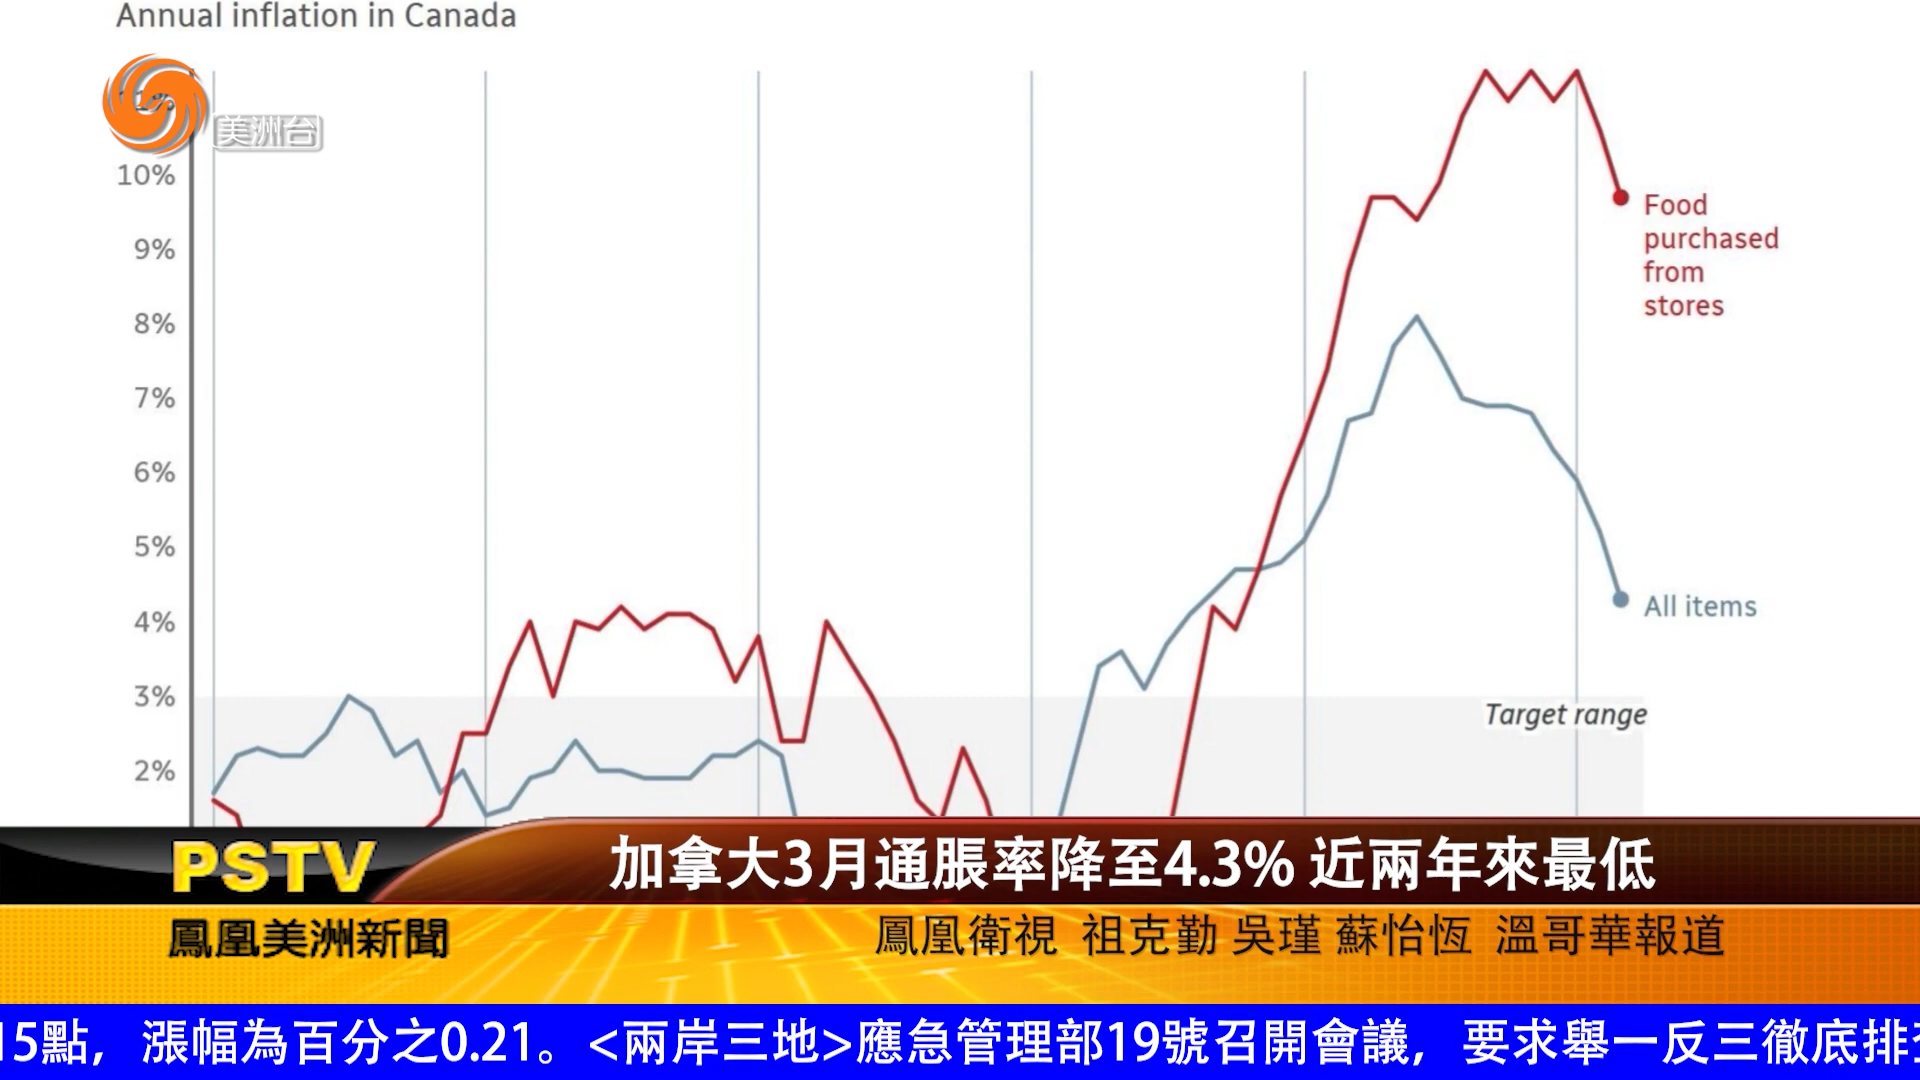 Annual inflation in Canada
美洲台
10%
9%
8%
7%
6%
5%
4%
3%
2%
Food
purchased
from
stores
All items
Target range
PSTV
加拿大3月通脹率降至4.3% 近兩年來最低
鳳凰美洲新聞
鳳凰衛視 祖克勤 吳瑾 蘇怡恆 溫哥華報道
15點，漲幅為百分之0.21。<兩岸三地>應急管理部19號召開會議，要求舉一反三徹底排